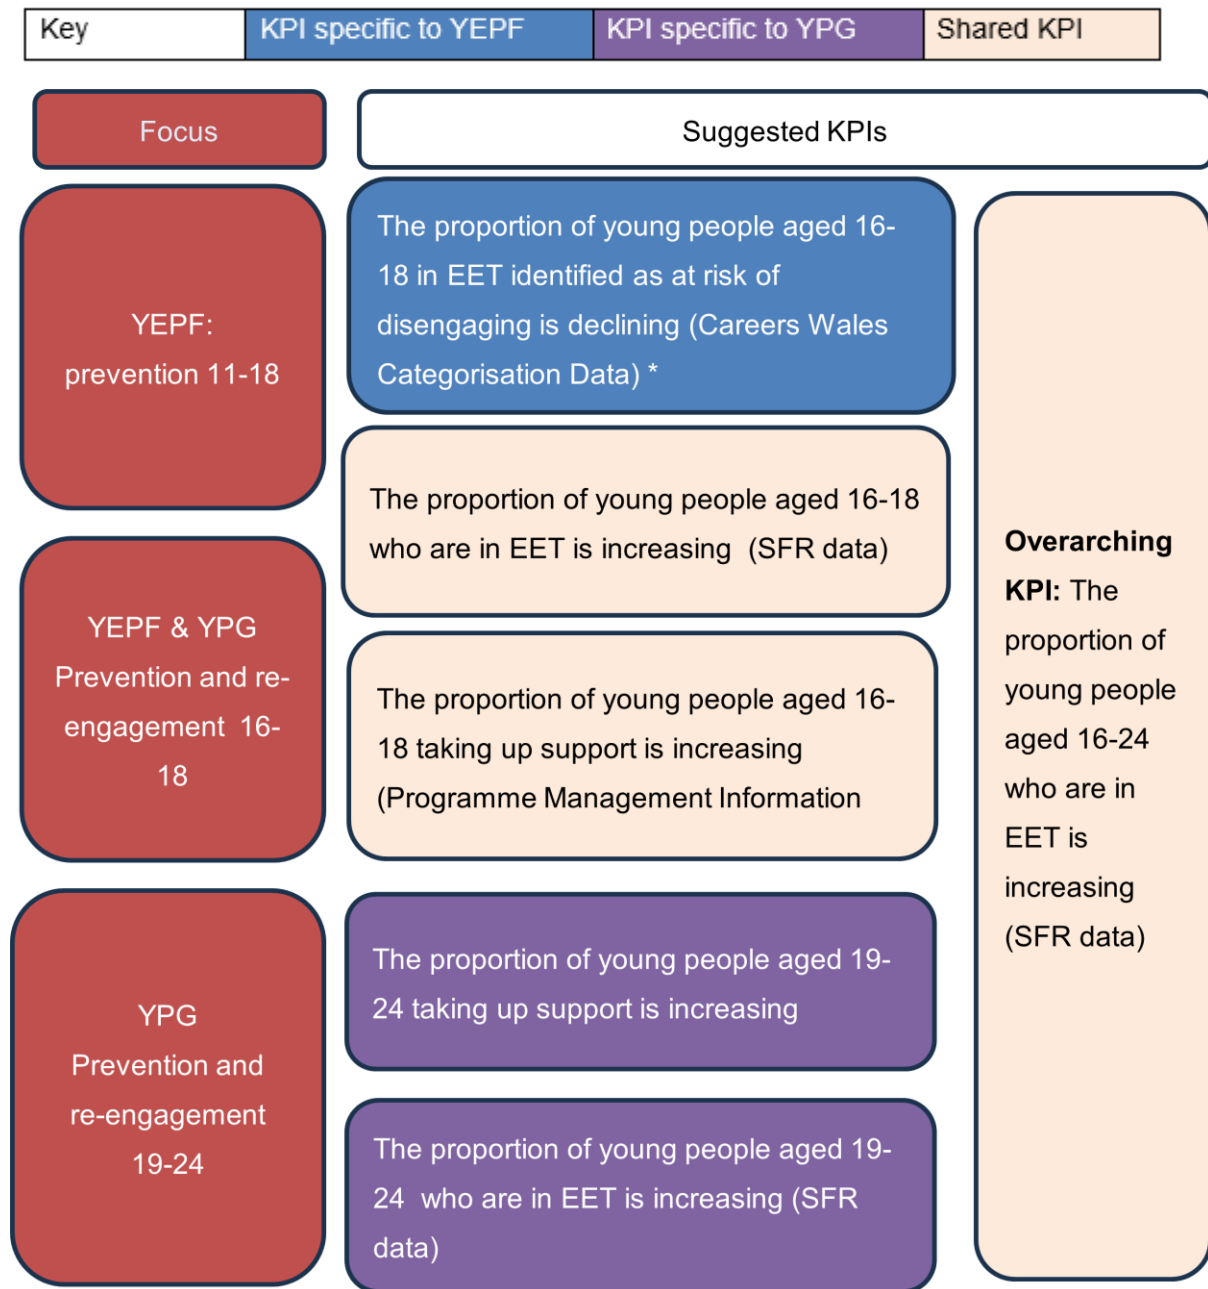 Key
KPI specific to YEPF
KPI specific to YPG
Shared KPI
Focus
Suggested KPIs
YEPF:
prevention 11-18
The proportion of young people aged 16-
18 in EET identified as at risk of
disengaging is declining (Careers Wales
Categorisation Data) *
The proportion of young people aged 16-18
who are in EET is increasing  (SFR data)
YEPF & YPG
Prevention and re-
engagement  16-
18
The proportion of young people aged 16-
18 taking up support is increasing
(Programme Management Information
YPG
Prevention and
re-engagement
19-24
The proportion of young people aged 19-
24 taking up support is increasing
The proportion of young people aged 19-
24  who are in EET is increasing (SFR
data)
Overarching
KPI: The
proportion of
young people
aged 16-24
who are in
EET is
increasing
(SFR data)